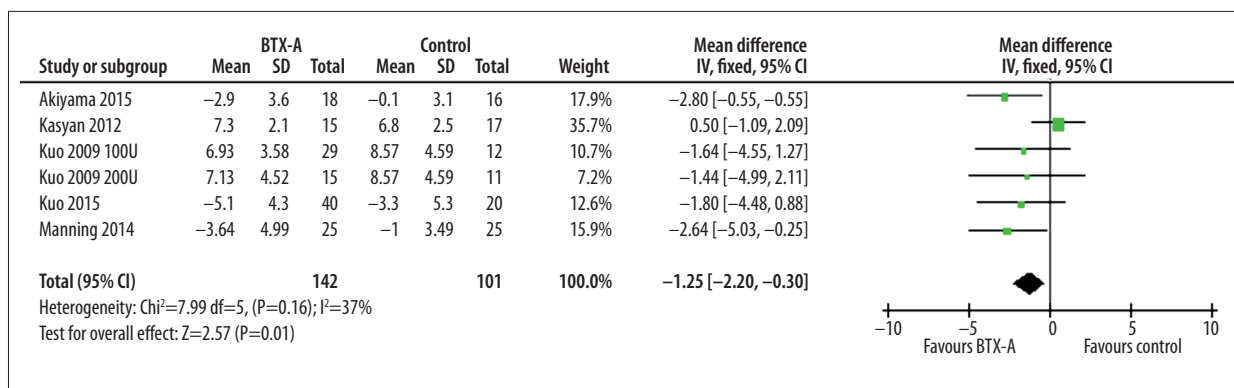 BTX-A Control Mean difference Mean difference
Study or subgroup Mean SD Total Mean SD Total Weight IV, fixed, 95% CI IV, fixed, 95% CI
Akiyama 2015 −2.9 3.6 18 −0.1 3.1 16 17.9% −2.80 [−0.55, −0.55]
Kasyan 2012 7.3 2.1 15 6.8 2.5 17 35.7% 0.50 [−1.09, 2.09]
Kuo 2009 100U 6.93 3.58 29 8.57 4.59 12 10.7% −1.64 [−4.55, 1.27]
Kuo 2009 200U 7.13 4.52 15 8.57 4.59 11 7.2% −1.44 [−4.99, 2.11]
Kuo 2015 −5.1 4.3 40 −3.3 5.3 20 12.6% −1.80 [−4.48, 0.88]
Manning 2014 −3.64 4.99 25 −1 3.49 25 15.9% −2.64 [−5.03, −0.25]
Total (95% CI) 142 101 100.0% −1.25 [−2.20, −0.30]
Heterogeneity: Chi²=7.99 df=5, (P=0.16); I²=37%
Test for overall effect: Z=2.57 (P=0.01)
−10 −5 0 5 10
Favours BTX-A Favours control